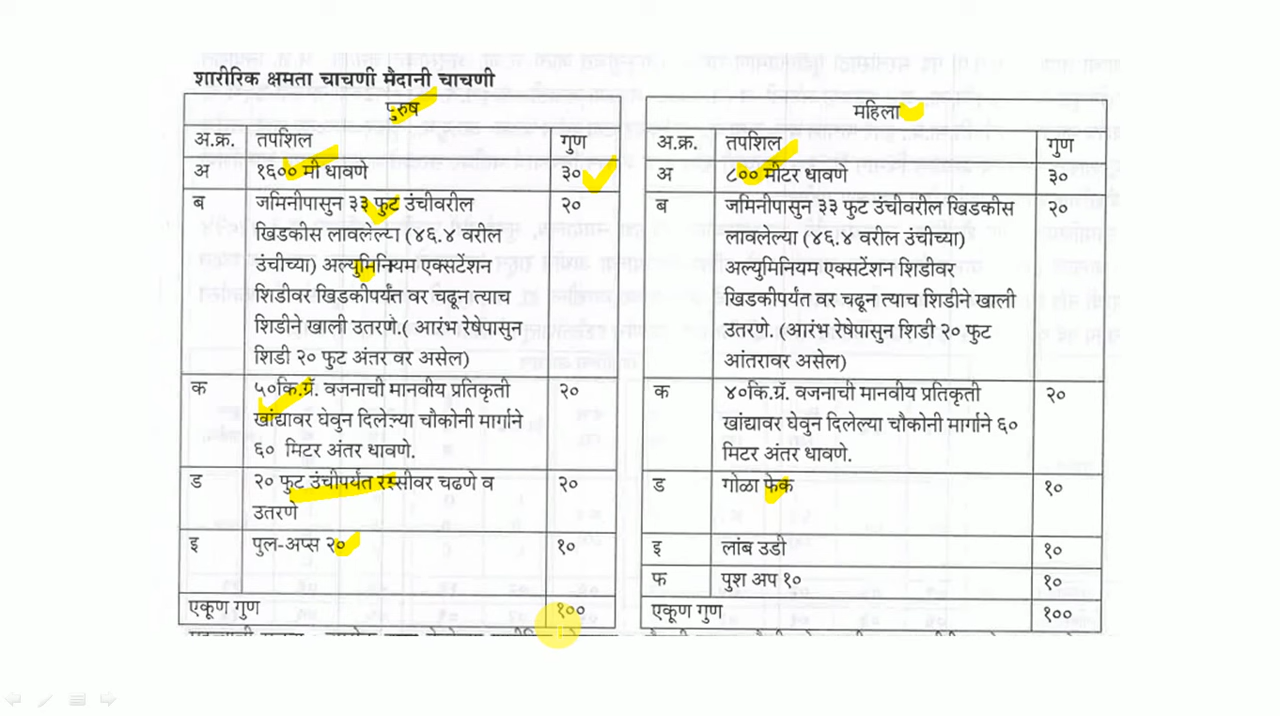 शारीरिक क्षमता चाचणी मैदानी चाचणी
पुरुष
अ.क्र. तपशिल गुण
अ १६०० मी धावणे ३०
ब जमिनीपासुन ३३ फुट उंचीवरील २०
खिडकीस लावलेल्या (४६.४ वरील
उंचीच्या) अल्युमिनियम एक्सटेंशन
शिडीवर खिडकीपर्यंत वर चढून त्याच
शिडीने खाली उतरणे.( आरंभ रेषेपासुन
शिडी २० फुट अंतर वर असेल)
क ५०कि.ग्रॅ. वजनाची मानवीय प्रतिकृती २०
खांद्यावर घेवुन दिलेल्या चौकोनी मार्गाने
६० मिटर अंतर धावणे.
ड २० फुट उंचीपर्यंत रस्सीवर चढणे व २०
उतरणे
इ पुल-अप्स २० १०
एकूण गुण १००
महिला
अ.क्र. तपशिल गुण
अ ८०० मीटर धावणे ३०
ब जमिनीपासुन ३३ फुट उंचीवरील खिडकीस २०
लावलेल्या (४६.४ वरील उंचीच्या)
अल्युमिनियम एक्सटेंशन शिडीवर
खिडकीपर्यंत वर चढून त्याच शिडीने खाली
उतरणे. (आरंभ रेषेपासुन शिडी २० फुट
आंतरावर असेल)
क ४०कि.ग्रॅ. वजनाची मानवीय प्रतिकृती २०
खांद्यावर घेवुन दिलेल्या चौकोनी मार्गाने ६०
मिटर अंतर धावणे.
ड गोळा फेक १०
इ लांब उडी १०
फ पुश अप १० १०
एकूण गुण १००